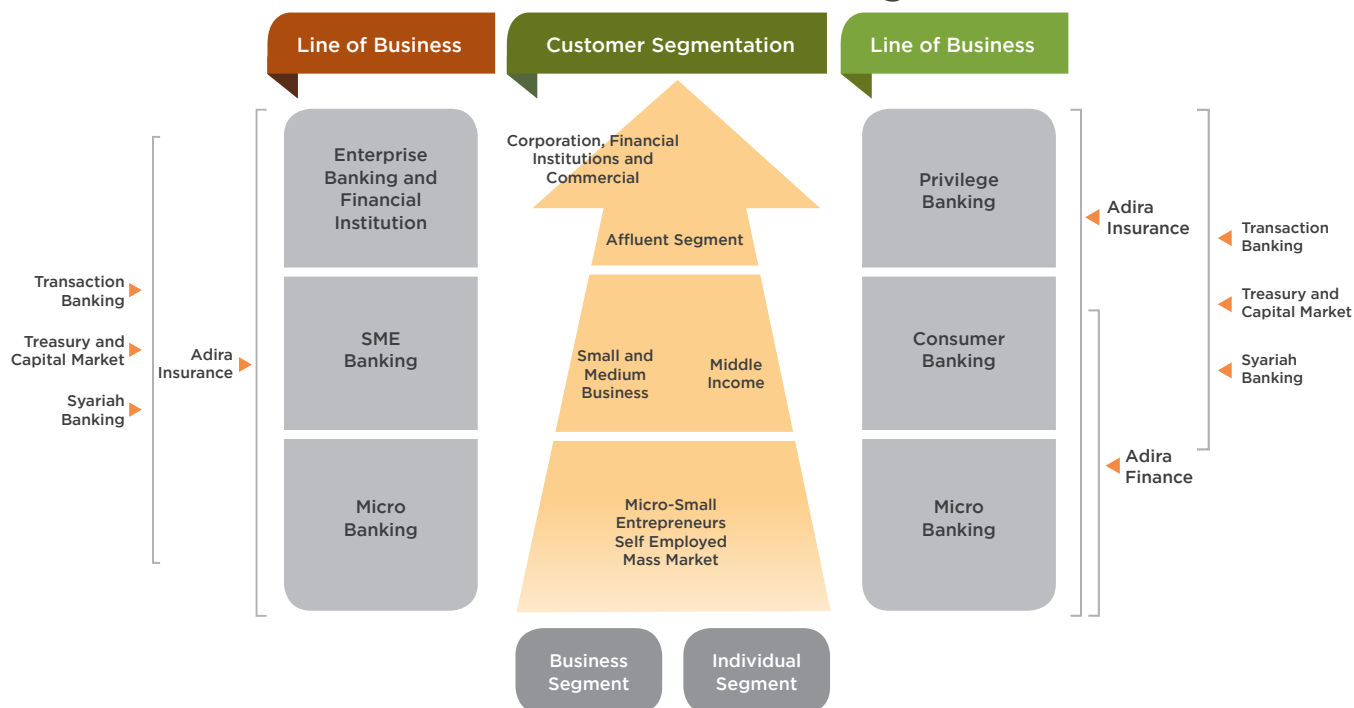 Line of Business
Customer Segmentation
Line of Business
Enterprise
Banking and
Financial
Institution
SME
Banking
Micro
Banking
Transaction
Banking
Treasury and
Capital Market
Syariah
Banking
Adira
Insurance
Corporation, Financial
Institutions and
Commercial
Affluent Segment
Small and
Medium
Business
Middle
Income
Micro-Small
Entrepreneurs
Self Employed
Mass Market
Business
Segment
Individual
Segment
Privilege
Banking
Consumer
Banking
Micro
Banking
Adira
Insurance
Adira
Finance
Transaction
Banking
Treasury and
Capital Market
Syariah
Banking